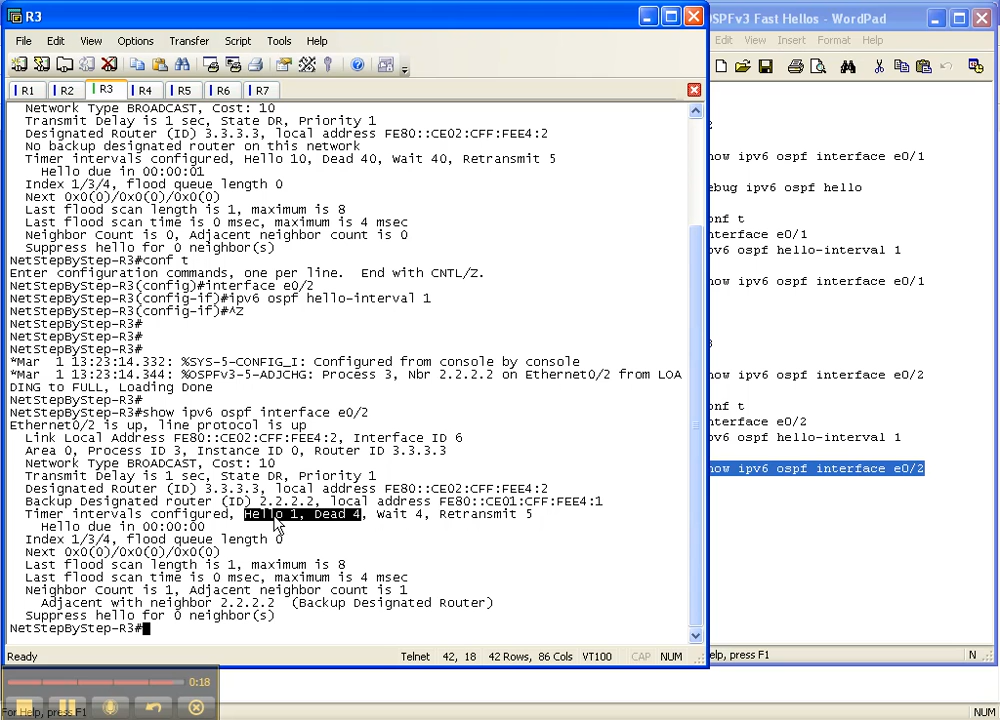 R3
File Edit View Options Transfer Script Tools Help
R1 R2 R3 R4 R5 R6 R7
Network Type BROADCAST, Cost: 10
Transmit Delay is 1 sec, State DR, Priority 1
Designated Router (ID) 3.3.3.3, local address FE80::CE02:CFF:FEE4:2
No backup designated router on this network
Timer intervals configured, Hello 10, Dead 40, Wait 40, Retransmit 5
Hello due in 00:00:01
Index 1/3/4, flood queue length 0
Next 0x0(0)/0x0(0)/0x0(0)
Last flood scan length is 1, maximum is 8
Last flood scan time is 0 msec, maximum is 4 msec
Neighbor Count is 0, Adjacent neighbor count is 0
Suppress hello for 0 neighbor(s)
NetStepByStep-R3#conf t
Enter configuration commands, one per line. End with CNTL/Z.
NetStepByStep-R3(config)#interface e0/2
NetStepByStep-R3(config-if)#ipv6 ospf hello-interval 1
NetStepByStep-R3(config-if)#^Z
NetStepByStep-R3#
NetStepByStep-R3#
NetStepByStep-R3#
*Mar 1 13:23:14.332: %SYS-5-CONFIG_I: Configured from console by console
*Mar 1 13:23:14.344: %OSPFv3-5-ADJCHG: Process 3, Nbr 2.2.2.2 on Ethernet0/2 from LOA
DING to FULL, Loading Done
NetStepByStep-R3#
NetStepByStep-R3#show ipv6 ospf interface e0/2
Ethernet0/2 is up, line protocol is up
Link Local Address FE80::CE02:CFF:FEE4:2, Interface ID 6
Area 0, Process ID 3, Instance ID 0, Router ID 3.3.3.3
Network Type BROADCAST, Cost: 10
Transmit Delay is 1 sec, State DR, Priority 1
Designated Router (ID) 3.3.3.3, local address FE80::CE02:CFF:FEE4:2
Backup Designated router (ID) 2.2.2.2, local address FE80::CE01:CFF:FEE4:1
Timer intervals configured, Hello 1, Dead 4, Wait 4, Retransmit 5
Hello due in 00:00:00
Index 1/3/4, flood queue length 0
Next 0x0(0)/0x0(0)/0x0(0)
Last flood scan length is 1, maximum is 8
Last flood scan time is 0 msec, maximum is 4 msec
Neighbor Count is 1, Adjacent neighbor count is 1
Adjacent with neighbor 2.2.2.2 (Backup Designated Router)
Suppress hello for 0 neighbor(s)
NetStepByStep-R3#
Ready Telnet 42, 18 42 Rows, 86 Cols VT100 CAP NUM
0:18
For Help, press F1
OSPFv3 Fast Hellos - WordPad
Edit View Insert Format Help
2
how ipv6 ospf interface e0/1
ebug ipv6 ospf hello
onf t
nterface e0/1
pv6 ospf hello-interval 1
how ipv6 ospf interface e0/1
3
how ipv6 ospf interface e0/2
onf t
nterface e0/2
pv6 ospf hello-interval 1
how ipv6 ospf interface e0/2
elp, press F1 N
NUM